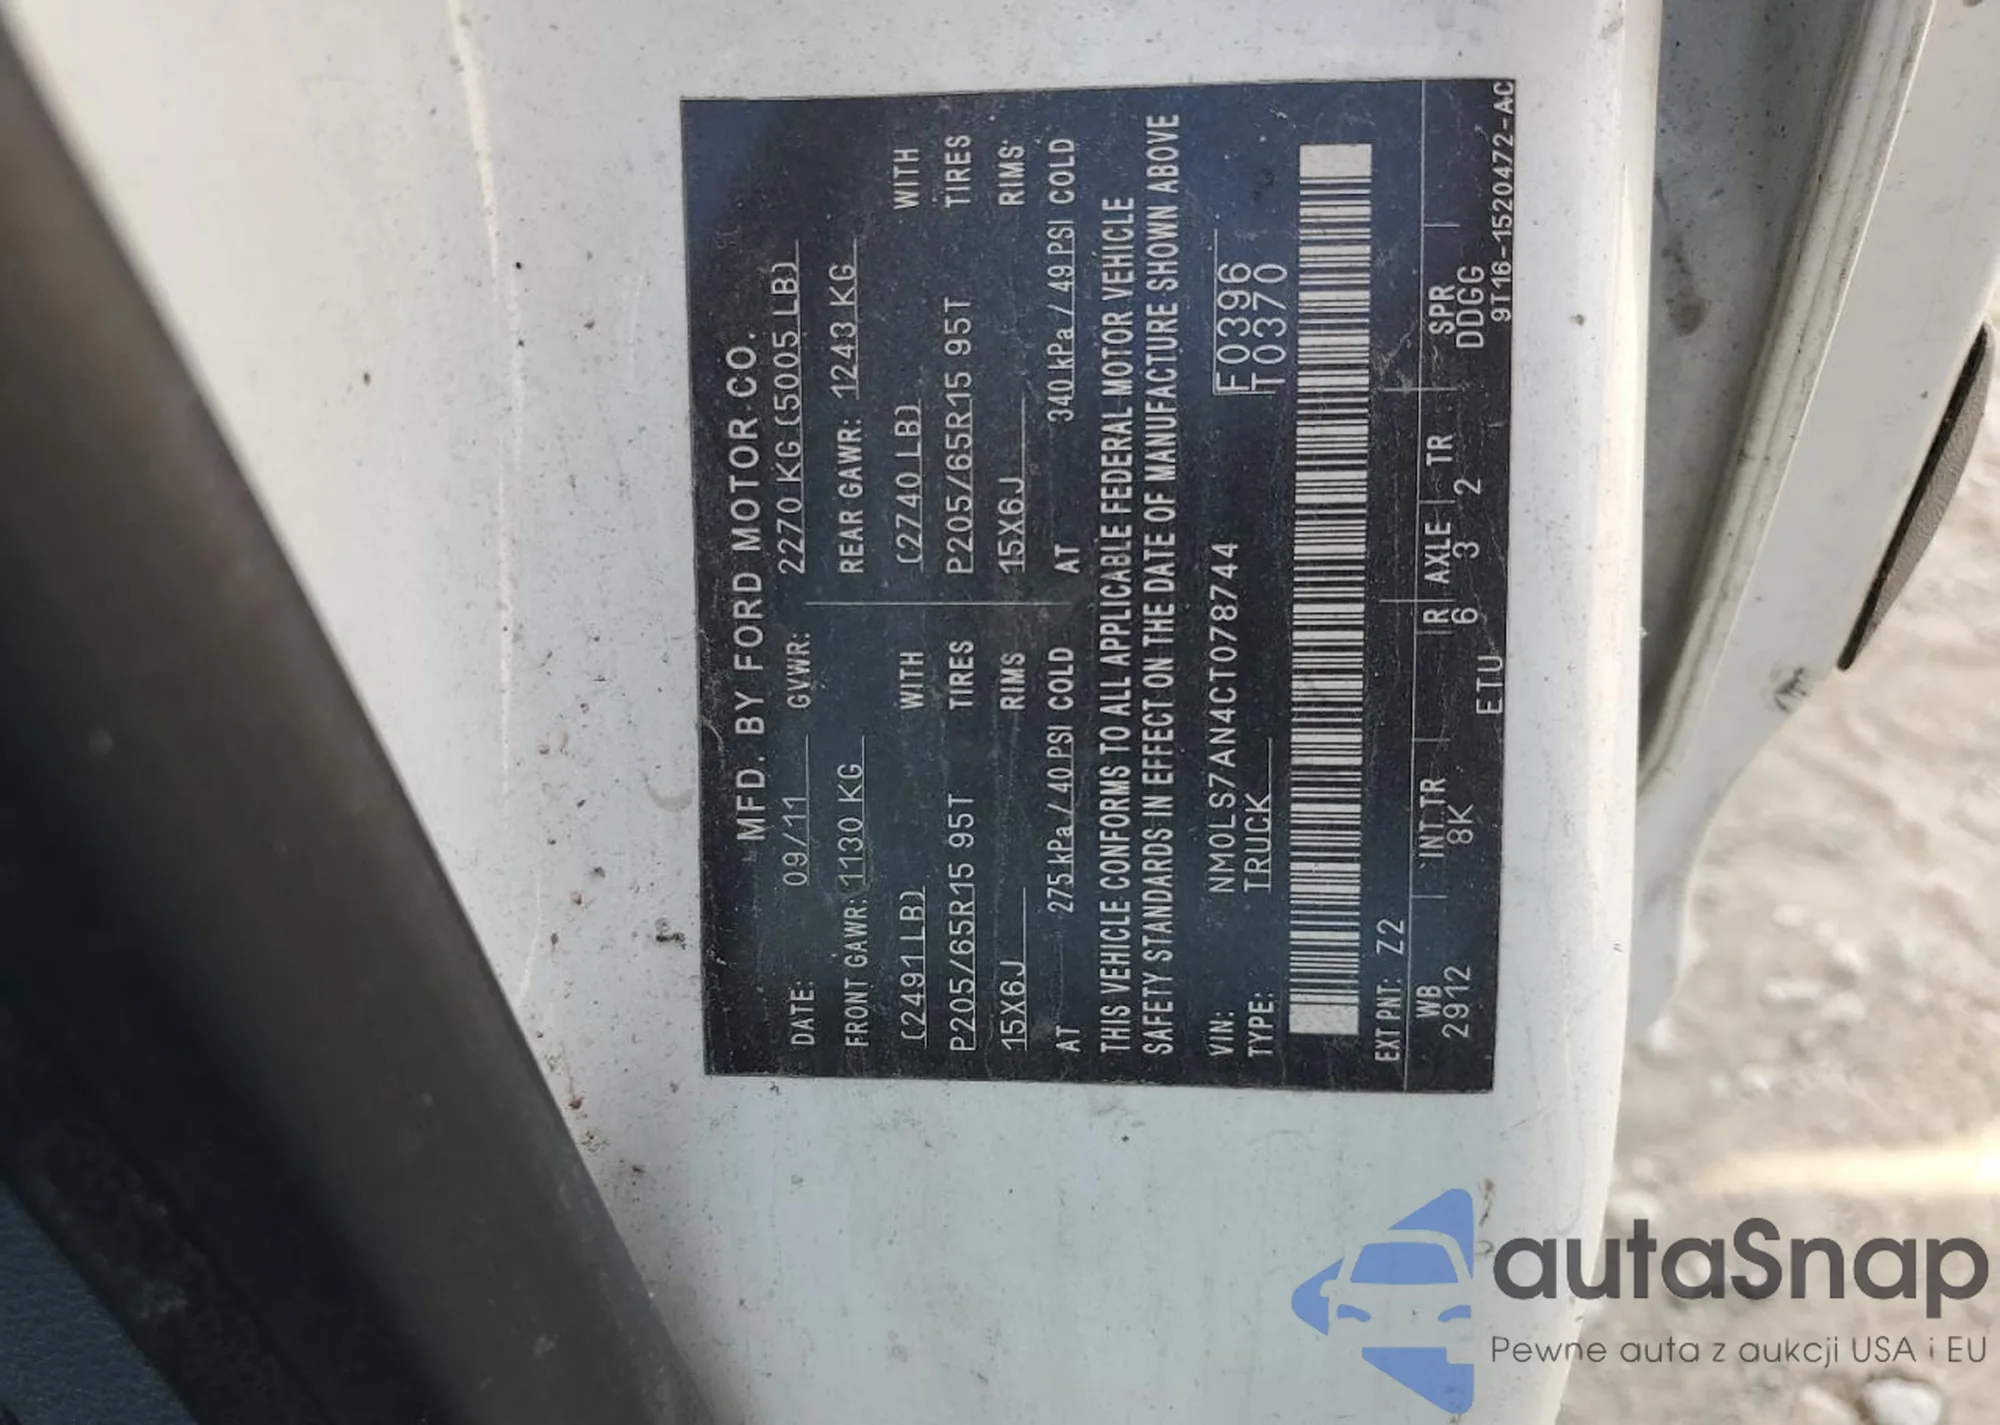 MFD. BY FORD MOTOR CO.
DATE: 09/11 GVWR: 2270 KG (5005 LB)
FRONT GAWR: 1130 KG REAR GAWR: 1243 KG
(2491 LB) WITH (2740 LB) WITH
P205/65R15 95T TIRES P205/65R15 95T TIRES
15X6J RIMS 15X6J RIMS
AT 275 kPa / 40 PSI COLD AT 340 kPa / 49 PSI COLD
THIS VEHICLE CONFORMS TO ALL APPLICABLE FEDERAL MOTOR VEHICLE
SAFETY STANDARDS IN EFFECT ON THE DATE OF MANUFACTURE SHOWN ABOVE
VIN: NM0LS7AN4CT078744 F0396
TYPE: TRUCK T0370
EXT PNT: Z2
WB INT TR R AXLE TR SPR
2912 8K 6 3 2 DDGG
ETU 9T16-1520472-AC
autaSnap
Pewne auta z aukcji USA i EU